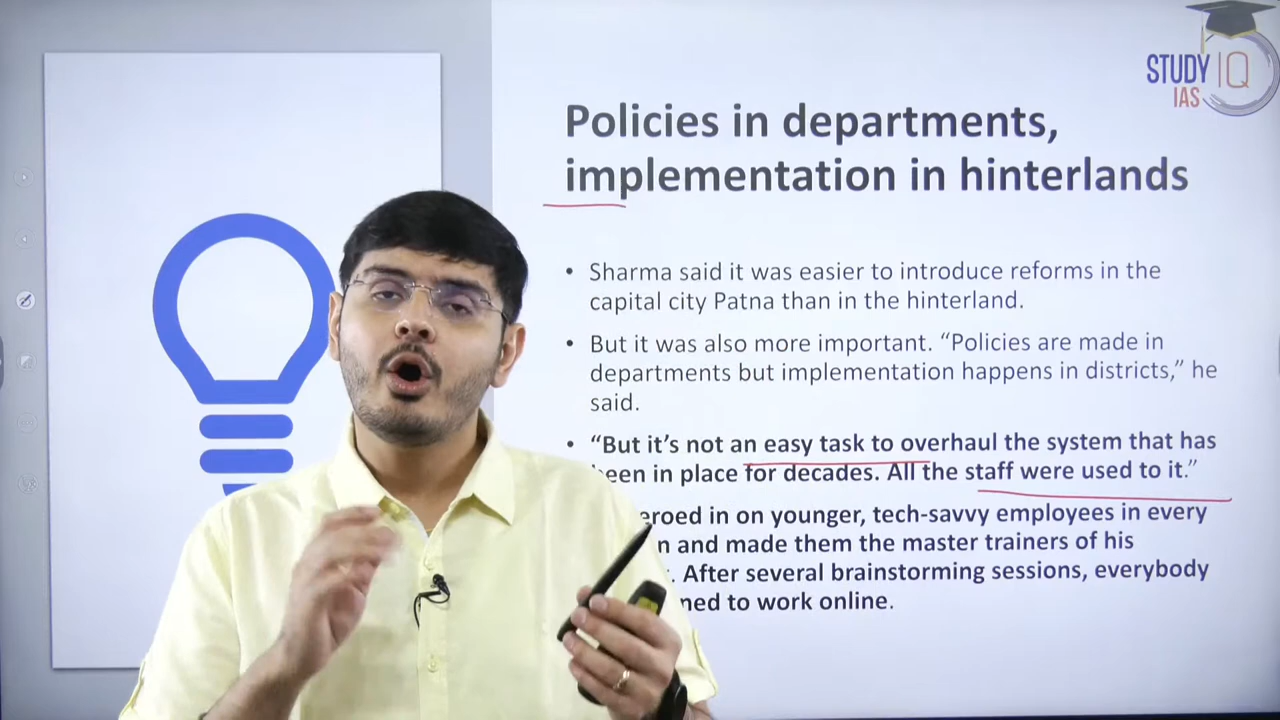 STUDY IQ
IAS
Policies in departments,
implementation in hinterlands
• Sharma said it was easier to introduce reforms in the
capital city Patna than in the hinterland.
• But it was also more important. “Policies are made in
departments but implementation happens in districts,” he
said.
• “But it’s not an easy task to overhaul the system that has
een in place for decades. All the staff were used to it.”
eroed in on younger, tech-savvy employees in every
n and made them the master trainers of his
. After several brainstorming sessions, everybody
ned to work online.